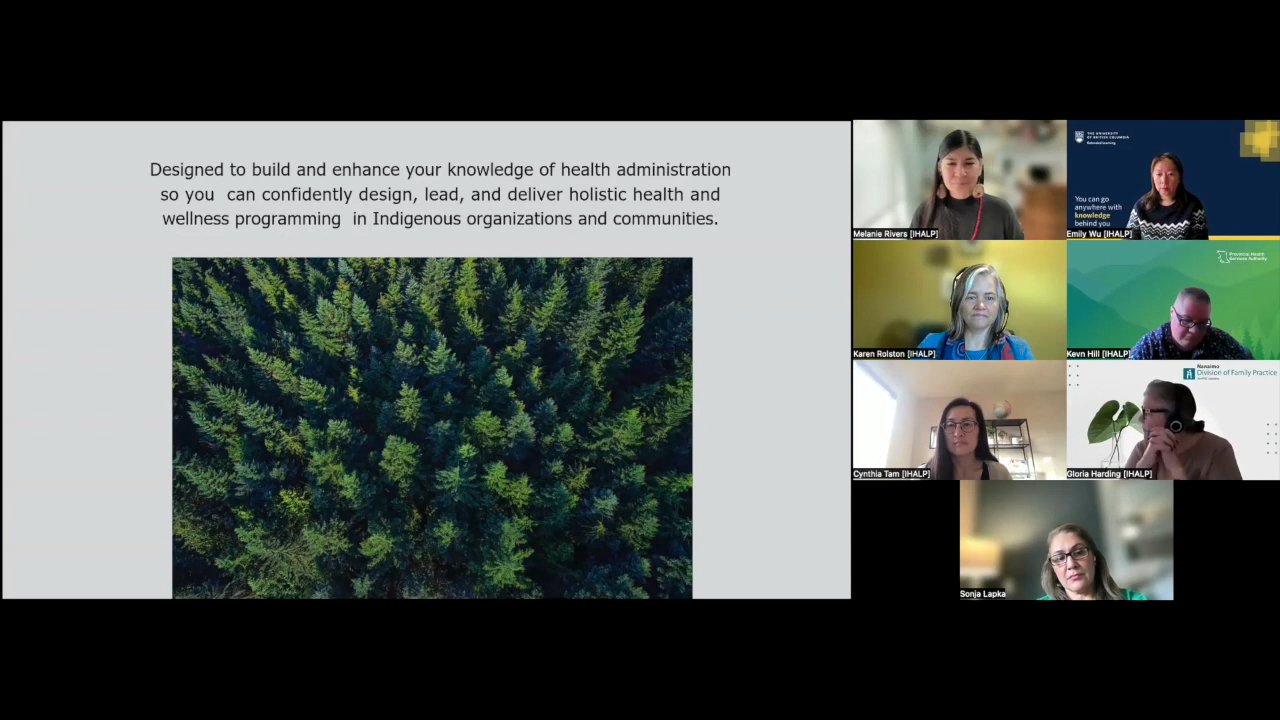 Designed to build and enhance your knowledge of health administration
so you can confidently design, lead, and deliver holistic health and
wellness programming in Indigenous organizations and communities.
Melanie Rivers [IHALP]
THE UNIVERSITY
OF BRITISH COLUMBIA
Extended Learning
You can go
anywhere with
knowledge
behind you
Emily Wu [IHALP]
Karen Rolston [IHALP]
Provincial Health
Services Authority
Kevn Hill [IHALP]
Cynthia Tam [IHALP]
Nanaimo
Division of Family Practice
Gloria Harding [IHALP]
Sonja Lapka